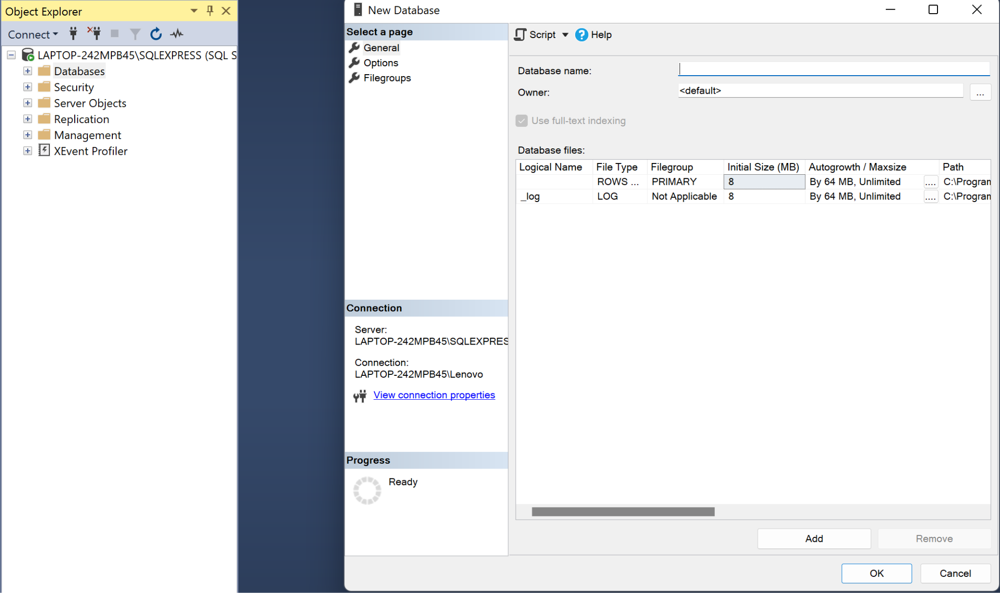 Object Explorer
Connect
LAPTOP-242MPB45\SQLEXPRESS (SQL S
Databases
Security
Server Objects
Replication
Management
XEvent Profiler
New Database
Select a page
General
Options
Filegroups
Connection
Server:
LAPTOP-242MPB45\SQLEXPRES
Connection:
LAPTOP-242MPB45\Lenovo
View connection properties
Progress
Ready
Script ? Help
Database name:
Owner: <default> ...
Use full-text indexing
Database files:
Logical Name File Type Filegroup Initial Size (MB) Autogrowth / Maxsize Path
ROWS ... PRIMARY 8 By 64 MB, Unlimited .... C:\Program
_log LOG Not Applicable 8 By 64 MB, Unlimited .... C:\Program
Add Remove
OK Cancel